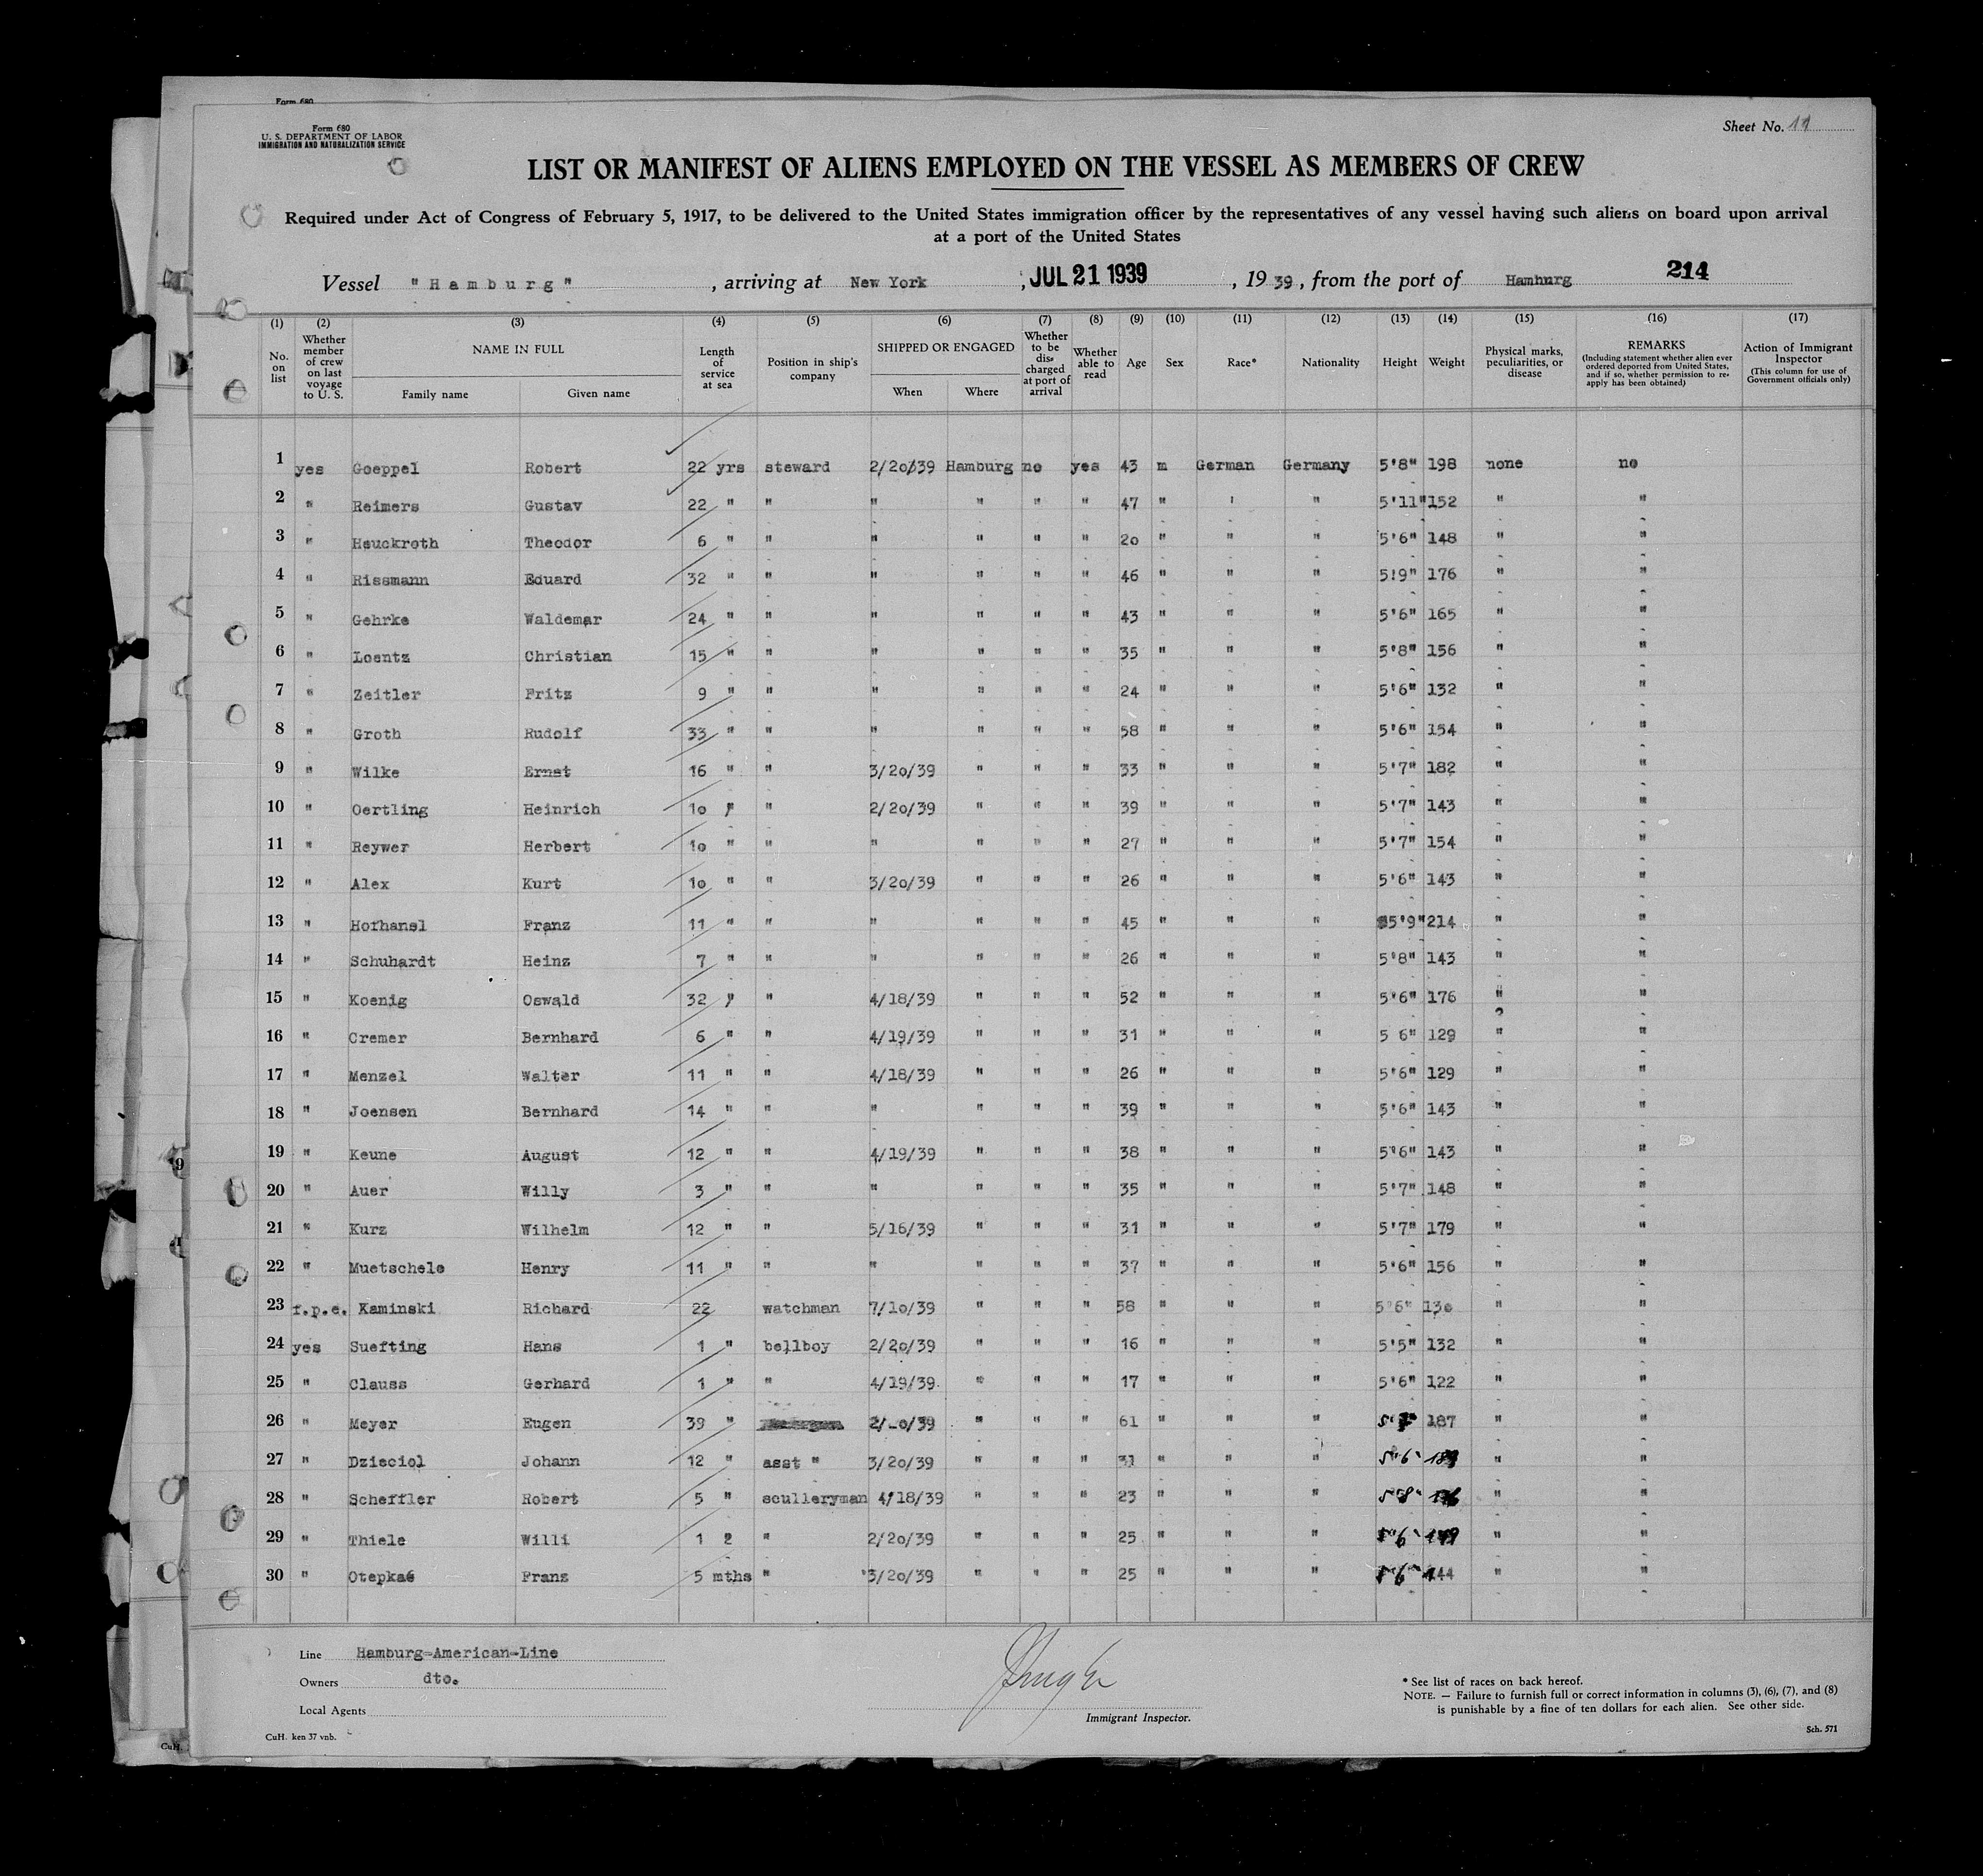 Form 680
Form 680
U. S. DEPARTMENT OF LABOR
IMMIGRATION AND NATURALIZATION SERVICE
Sheet No. 11
LIST OR MANIFEST OF ALIENS EMPLOYED ON THE VESSEL AS MEMBERS OF CREW
Required under Act of Congress of February 5, 1917, to be delivered to the United States immigration officer by the representatives of any vessel having such aliens on board upon arrival
at a port of the United States
Vessel "Hamburg" , arriving at New York , JUL 21 1939 , 19 39 , from the port of Hamburg 214
(1) (2) (3) (4) (5) (6) (7) (8) (9) (10) (11) (12) (13) (14) (15) (16) (17)
No. on list Whether member of crew on last voyage to U. S. NAME IN FULL Family name Given name Length of service at sea Position in ship's company SHIPPED OR ENGAGED When Where Whether to be discharged at port of arrival Whether able to read Age Sex Race* Nationality Height Weight Physical marks, peculiarities, or disease REMARKS (Including statement whether alien ever ordered deported from United States, and if so, whether permission to reapply has been obtained) Action of Immigrant Inspector (This column for use of Government officials only)
1 yes Goeppel Robert 22 yrs steward 2/20/39 Hamburg no yes 43 m German Germany 5'8" 198 none no
2 " Reimers Gustav 22 " " " " " " 47 " ' " 5'11" 152 " "
3 " Hauckroth Theodor 6 " " " " " " 20 " " " 5'6" 148 " "
4 " Rissmann Eduard 32 " " " " " " 46 " " " 5!9" 176 " "
5 " Gehrke Waldemar 24 " " " " " " 43 " " " 5'6" 165 " "
6 " Loentz Christian 15 " " " " " " 35 " " " 5'8" 156 " "
7 " Zeitler Fritz 9 " " " " " " 24 " " " 5'6" 132 " "
8 " Groth Rudolf 33 " " " " " " 58 " " " 5'6" 154 " "
9 " Wilke Ernst 16 " " 3/20/39 " " " 33 " " " 5'7" 182 " "
10 " Oertling Heinrich 10 " " 2/20/39 " " " 39 " " " 5'7" 143 " "
11 " Reywer Herbert 10 " " " " " " 27 " " " 5'7" 154 " "
12 " Alex Kurt 10 " " 3/20/39 " " " 26 " " " 5'6" 143 " "
13 " Hofhansl Franz 11 " " " " " " 45 " " " 5'9" 214 " "
14 " Schuhardt Heinz 7 " " " " " " 26 " " " 5'8" 143 " "
15 " Koenig Oswald 32 " " 4/18/39 " " " 52 " " " 5'6" 176 " "
16 " Cremer Bernhard 6 " " 4/19/39 " " " 31 " " " 5 6" 129 " "
17 " Menzel Walter 11 " " 4/18/39 " " " 26 " " " 5'6" 129 " "
18 " Joensen Bernhard 14 " " " " " " 39 " " " 5'6" 143 " "
19 " Keune August 12 " " 4/19/39 " " " 38 " " " 5'6" 143 " "
20 " Auer Willy 3 " " " " " " 35 " " " 5'7" 148 " "
21 " Kurz Wilhelm 12 " " 5/16/39 " " " 31 " " " 5'7" 179 " "
22 " Muetschele Henry 11 " " " " " " 37 " " " 5'6" 156 " "
23 f.p.e. Kaminski Richard 22 watchman 7/10/39 " " " 58 " " " 5'6" 130 " "
24 yes Suefting Hans 1 " bellboy 2/20/39 " " " 16 " " " 5'5" 132 " "
25 " Clauss Gerhard 1 " " 4/19/39 " " " 17 " " " 5'6" 122 " "
26 " Meyer Eugen 39 " " " " 61 " " " 187 " "
27 " Dzieciol Johann 12 " asst " 3/20/39 " " " 31 " " " 5'6" " "
28 " Scheffler Robert 5 " sculleryman 4/18/39 " " " 23 " " " 5'8" " "
29 " Thiele Willi 1 2 " 2/20/39 " " " 25 " " " " "
30 " Franz 5 mths " 3/20/39 " " " 25 " " " 144 " "
Line Hamburg-American-Line
Owners dto.
Local Agents
Immigrant Inspector.
* See list of races on back hereof.
NOTE. — Failure to furnish full or correct information in columns (3), (6), (7), and (8)
is punishable by a fine of ten dollars for each alien. See other side.
CuH. ken 37 vnb.
Sch. 571
CuH.